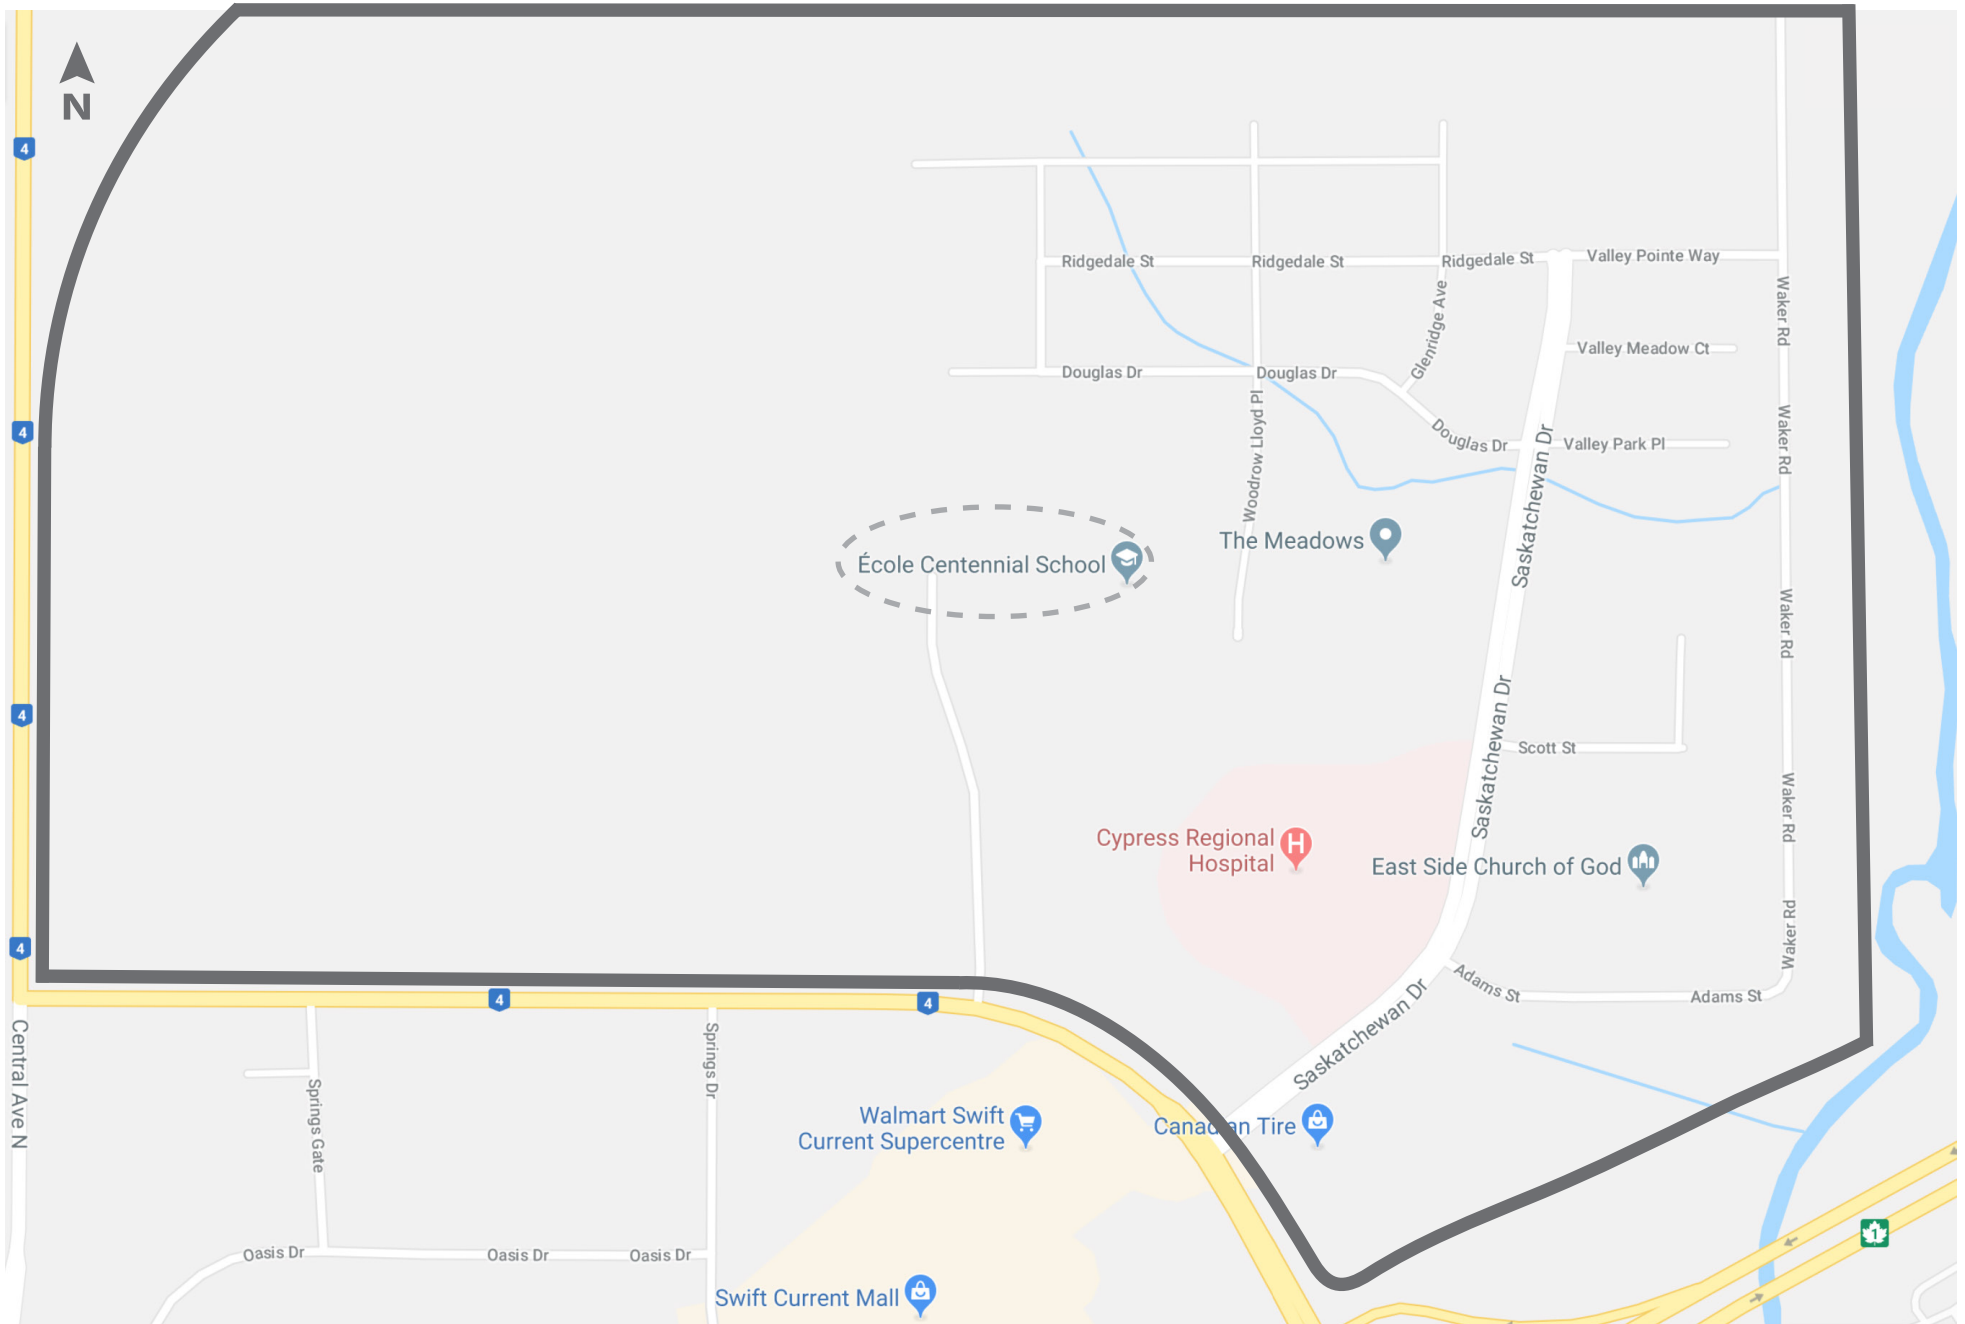 N
4
Ridgedale St
Ridgedale St
Ridgedale St
Valley Pointe Way
Waker Rd
Glenridge Ave
Valley Meadow Ct
Douglas Dr
Douglas Dr
4
Woodrow Lloyd Pl
Douglas Dr
Valley Park Pl
Saskatchewan Dr
Waker Rd
École Centennial School
The Meadows
Waker Rd
4
Saskatchewan Dr
Scott St
Waker Rd
Cypress Regional
Hospital
East Side Church of God
Waker Rd
4
4
4
Adams St
Adams St
Saskatchewan Dr
Central Ave N
Springs Gate
Springs Dr
Walmart Swift
Current Supercentre
Canadian Tire
1
Oasis Dr
Oasis Dr
Oasis Dr
Swift Current Mall